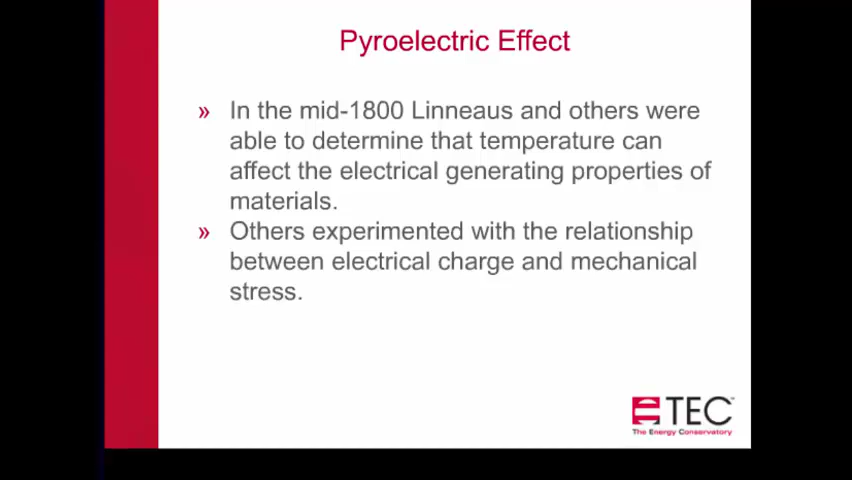 Pyroelectric Effect
» In the mid-1800 Linneaus and others were
able to determine that temperature can
affect the electrical generating properties of
materials.
» Others experimented with the relationship
between electrical charge and mechanical
stress.
TEC™
The Energy Conservatory